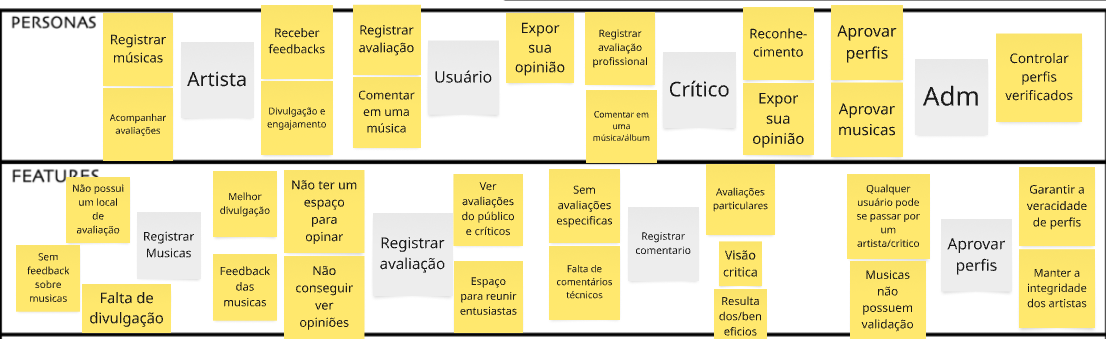 PERSONAS
Registrar
músicas
Acompanhar
avaliações
Artista
Receber
feedbacks
Divulgação e
engajamento
Registrar
avaliação
Comentar
em uma
música
Usuário
Expor
sua
opinião
Registrar
avaliação
profissional
Comentar em
uma
música/álbum
Crítico
Reconhe-
cimento
Expor
sua
opinião
Aprovar
perfis
Aprovar
musicas
Adm
Controlar
perfis
verificados
FEATURES
Não possui
um local
de
avaliação
Sem
feedback
sobre
musicas
Falta de
divulgação
Registrar
Musicas
Melhor
divulgação
Feedback
das
musicas
Não ter um
espaço
para
opinar
Não
conseguir
ver
opiniões
Registrar
avaliação
Ver
avaliações
do público
e críticos
Espaço
para reunir
entusiastas
Sem
avaliações
especificas
Falta de
comentários
técnicos
Registrar
comentario
Avaliações
particulares
Visão
critica
Resulta
dos/ben
eficios
Qualquer
usuário pode
se passar por
um
artista/critico
Musicas
não
possuem
validação
Aprovar
perfis
Garantir a
veracidade
de perfis
Manter a
integridade
dos artistas